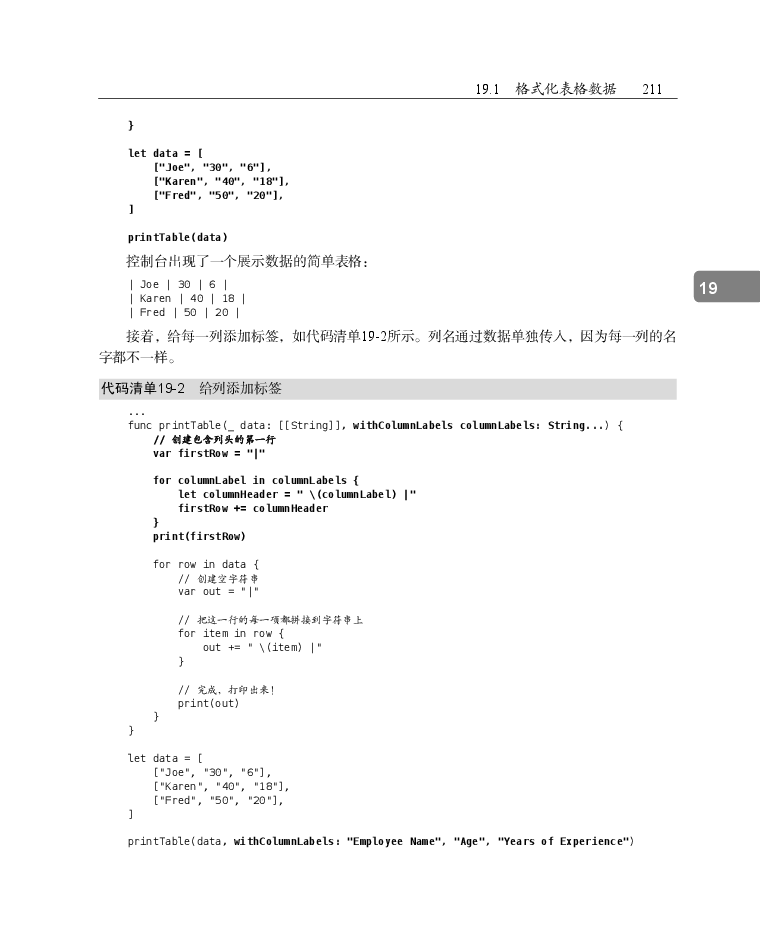 19.1 格式化表格数据 211
}
let data = [
["Joe", "30", "6"],
["Karen", "40", "18"],
["Fred", "50", "20"],
]
printTable(data)
控制台出现了一个展示数据的简单表格：
| Joe | 30 | 6 |
| Karen | 40 | 18 |
| Fred | 50 | 20 |
19
接着，给每一列添加标签，如代码清单19-2所示。列名通过数据单独传入，因为每一列的名
字都不一样。
代码清单19-2 给列添加标签
...
func printTable(_ data: [[String]], withColumnLabels columnLabels: String...) {
// 创建包含列头的第一行
var firstRow = "|"
for columnLabel in columnLabels {
let columnHeader = " \(columnLabel) |"
firstRow += columnHeader
}
print(firstRow)
for row in data {
// 创建空字符串
var out = "|"
// 把这一行的每一项都拼接到字符串上
for item in row {
out += " \(item) |"
}
// 完成，打印出来！
print(out)
}
}
let data = [
["Joe", "30", "6"],
["Karen", "40", "18"],
["Fred", "50", "20"],
]
printTable(data, withColumnLabels: "Employee Name", "Age", "Years of Experience")